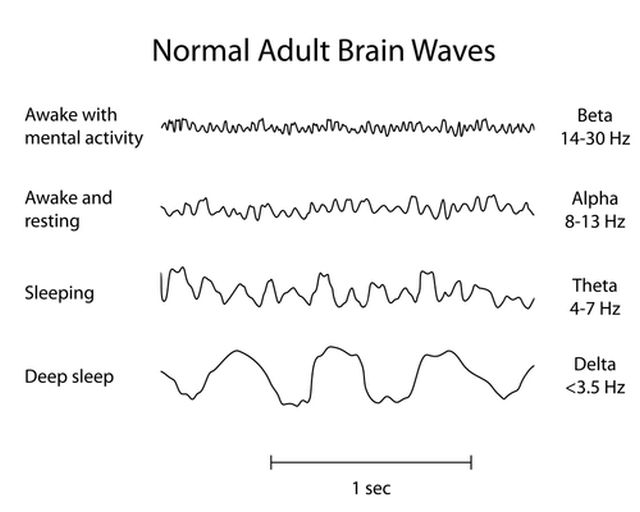 Normal Adult Brain Waves
Awake with
mental activity
Beta
14-30 Hz
Awake and
resting
Alpha
8-13 Hz
Sleeping
Theta
4-7 Hz
Deep sleep
Delta
<3.5 Hz
1 sec